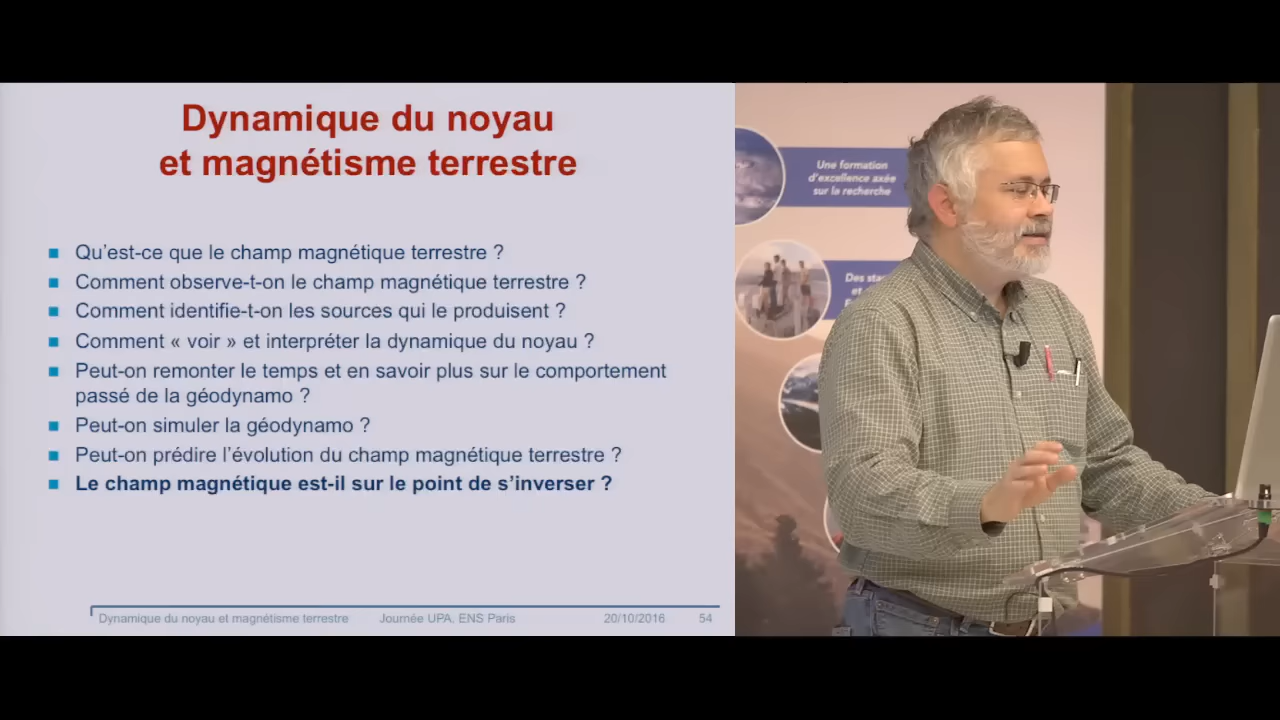 Dynamique du noyau
et magnétisme terrestre
Qu’est-ce que le champ magnétique terrestre ?
Comment observe-t-on le champ magnétique terrestre ?
Comment identifie-t-on les sources qui le produisent ?
Comment « voir » et interpréter la dynamique du noyau ?
Peut-on remonter le temps et en savoir plus sur le comportement
passé de la géodynamo ?
Peut-on simuler la géodynamo ?
Peut-on prédire l’évolution du champ magnétique terrestre ?
Le champ magnétique est-il sur le point de s’inverser ?
Dynamique du noyau et magnétisme terrestre Journée UPA, ENS Paris 20/10/2016 54
Une formation
d'excellence axée
sur la recherche
Des
et